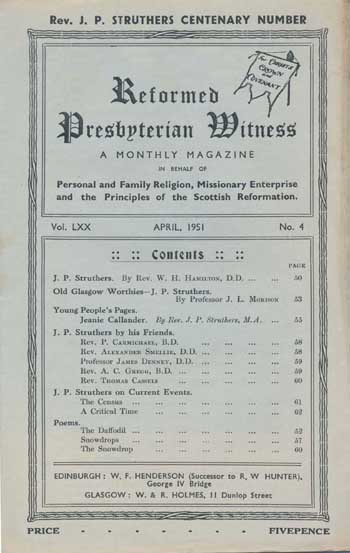 Rev. J. P. STRUTHERS CENTENARY NUMBER
For CHRIST'S
CROWN
and
COVENANT
Reformed
Presbyterian Witness
A MONTHLY MAGAZINE
IN BEHALF OF
Personal and Family Religion, Missionary Enterprise
and the Principles of the Scottish Reformation.
Vol. LXX APRIL, 1951 No. 4
:: :: Contents :: ::
PAGE
J. P. Struthers. By Rev. W. H. Hamilton, D.D. ... ... 50
Old Glasgow Worthies—J. P. Struthers.
By Professor J. L. Morison 53
Young People's Pages.
Jeanie Callander. By Rev. J. P. Struthers, M.A. ... ... 55
J. P. Struthers by his Friends.
Rev. P. Carmichael, B.D. ... ... ... ... 58
Rev. Alexander Smellie, D.D. ... ... ... ... 58
Professor James Denney, D.D. ... ... ... ... 59
Rev. A. C. Gregg, B.D. ... ... ... ... ... 59
Rev. Thomas Cassels ... ... ... ... ... 60
J. P. Struthers on Current Events.
The Census ... ... ... ... ... ... 61
A Critical Time ... ... ... ... ... 62
Poems.
The Daffodil ... ... ... ... ... ... 52
Snowdrops ... ... ... ... ... ... 57
The Snowdrop ... ... ... ... ... ... 60
EDINBURGH: W. F. HENDERSON (Successor to R. W HUNTER),
George IV Bridge
GLASGOW: W. & R. HOLMES, 11 Dunlop Street
PRICE - - - - - - FIVEPENCE